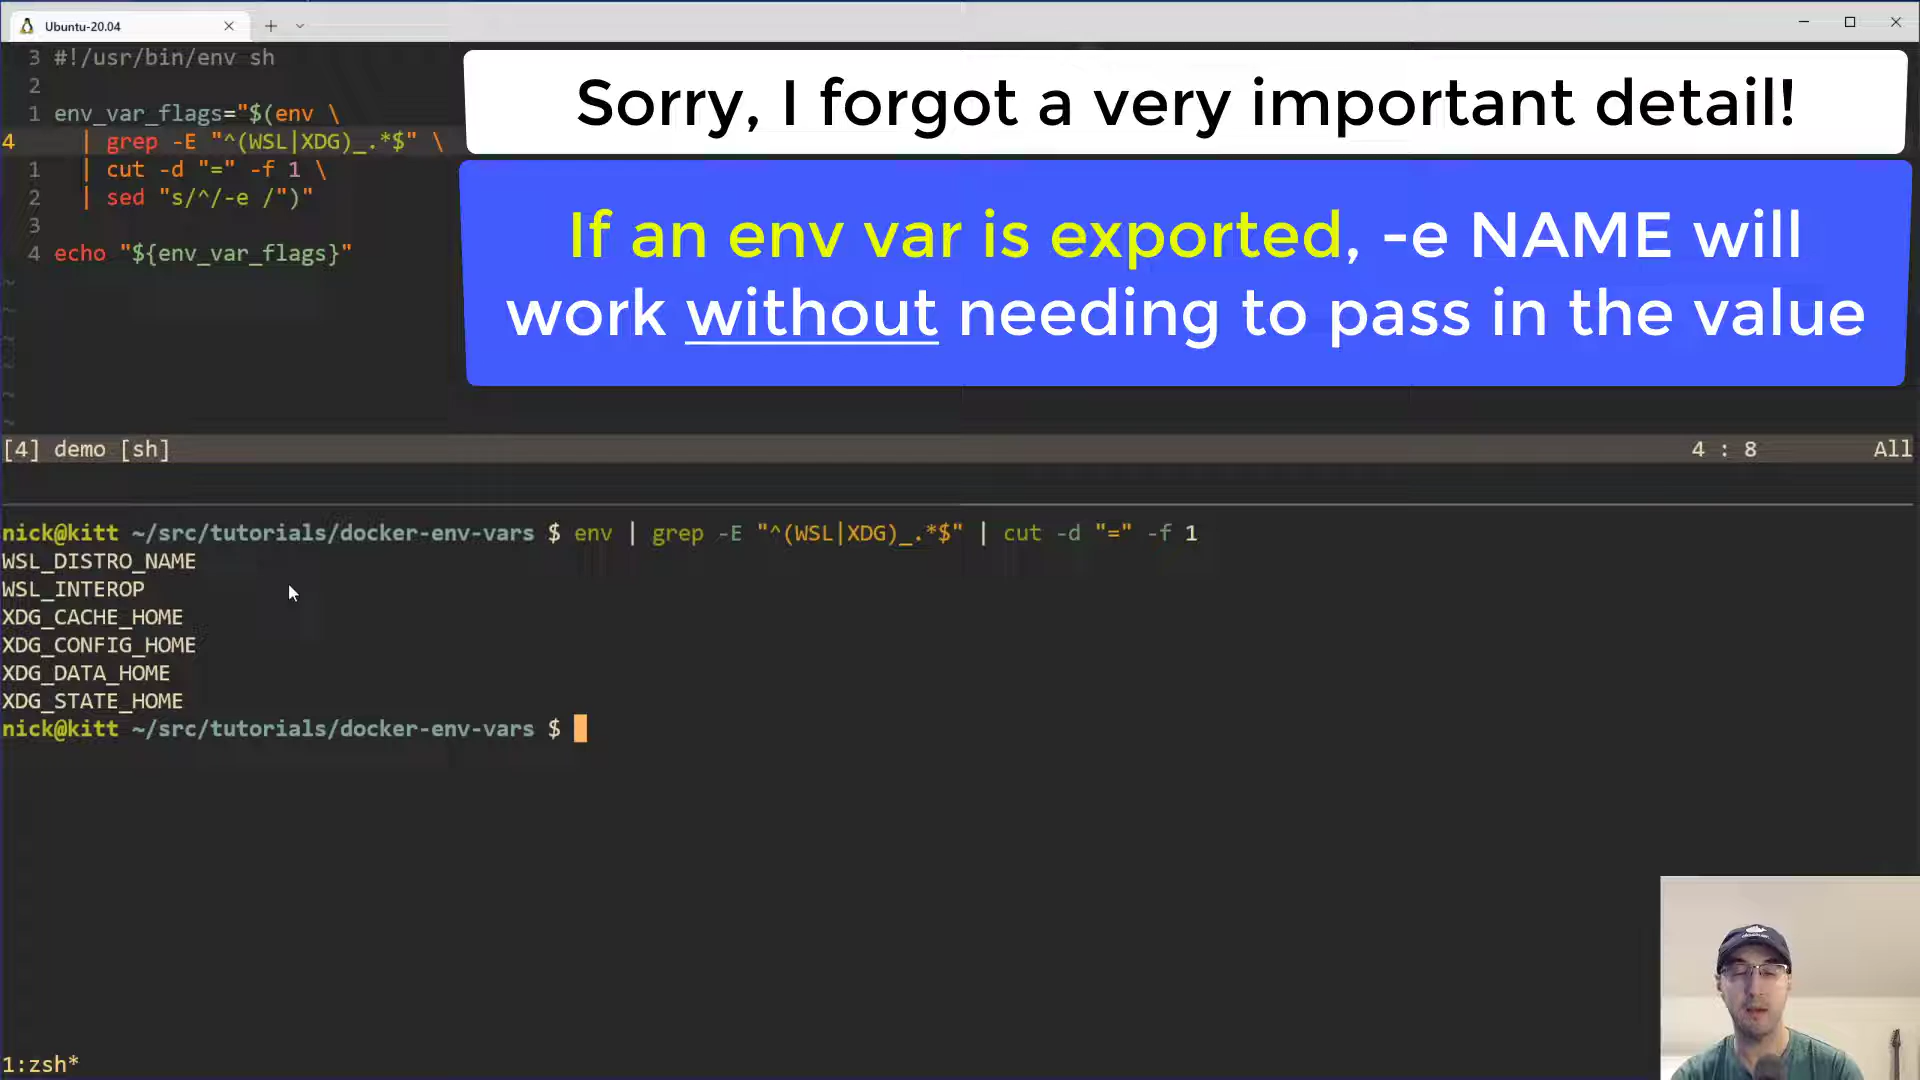 Ubuntu-20.04
3 #!/usr/bin/env sh
2
1 env_var_flags="$(env \
4 | grep -E "^(WSL|XDG)_.*$" \
1 | cut -d "=" -f 1 \
2 | sed "s/^/-e /")"
3
4 echo "${env_var_flags}"
~
~
~
~
~
~
Sorry, I forgot a very important detail!
If an env var is exported, -e NAME will
work without needing to pass in the value
[4] demo [sh] 4 : 8 All
nick@kitt ~/src/tutorials/docker-env-vars $ env | grep -E "^(WSL|XDG)_.*$" | cut -d "=" -f 1
WSL_DISTRO_NAME
WSL_INTEROP
XDG_CACHE_HOME
XDG_CONFIG_HOME
XDG_DATA_HOME
XDG_STATE_HOME
nick@kitt ~/src/tutorials/docker-env-vars $
1:zsh*